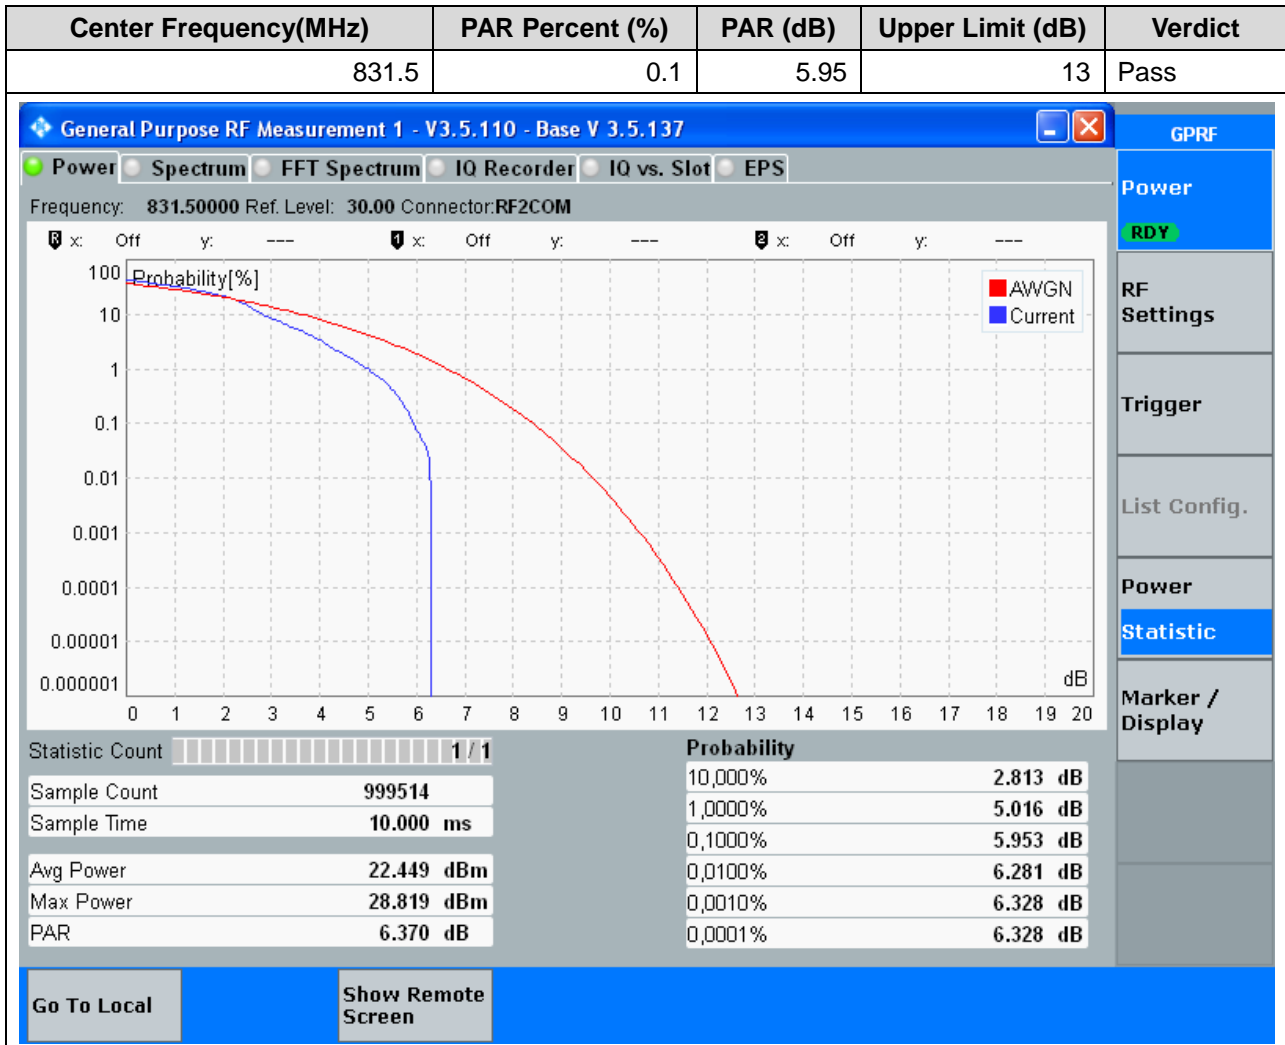 Center Frequency(MHz) PAR Percent (%) PAR (dB) Upper Limit (dB) Verdict
831.5 0.1 5.95 13 Pass
General Purpose RF Measurement 1 - V3.5.110 - Base V 3.5.137
GPRF
Power Spectrum FFT Spectrum IQ Recorder IQ vs. Slot EPS
Power
RDY
Frequency: 831.50000 Ref. Level: 30.00 Connector:RF2COM
R x: Off y: --- 1 x: Off y: --- 2 x: Off y: ---
Probability[%]
AWGN
Current
100
10
1
0.1
0.01
0.001
0.0001
0.00001
0.000001
dB
0 1 2 3 4 5 6 7 8 9 10 11 12 13 14 15 16 17 18 19 20
RF
Settings
Trigger
List Config.
Power
Statistic
Marker /
Display
Statistic Count 1 / 1
Sample Count 999514
Sample Time 10.000 ms
Avg Power 22.449 dBm
Max Power 28.819 dBm
PAR 6.370 dB
Probability
10,000% 2.813 dB
1,0000% 5.016 dB
0,1000% 5.953 dB
0,0100% 6.281 dB
0,0010% 6.328 dB
0,0001% 6.328 dB
Go To Local
Show Remote
Screen